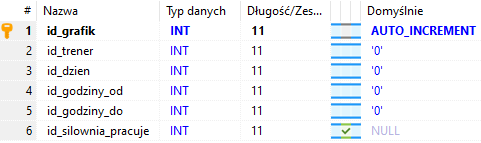 # Nazwa Typ danych Długość/Zes... Domyślnie
1 id_grafik INT 11 AUTO_INCREMENT
2 id_trener INT 11 '0'
3 id_dzien INT 11 '0'
4 id_godziny_od INT 11 '0'
5 id_godziny_do INT 11 '0'
6 id_silownia_pracuje INT 11 NULL